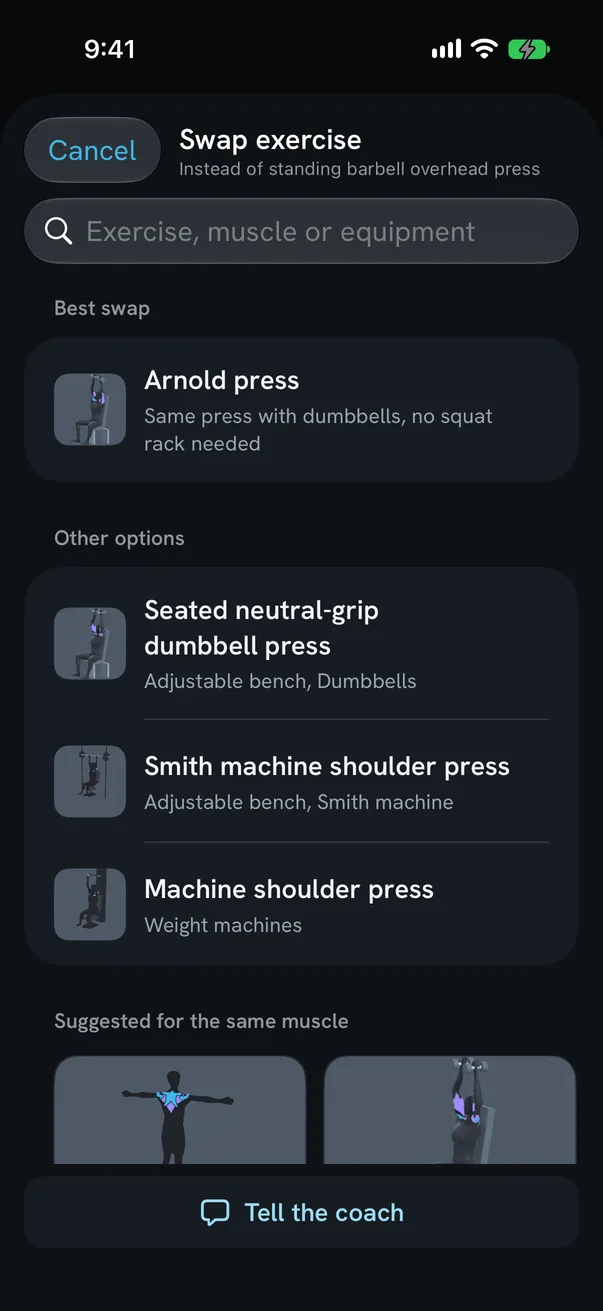 9:41
Cancel
Swap exercise
Instead of standing barbell overhead press
Exercise, muscle or equipment
Best swap
Arnold press
Same press with dumbbells, no squat
rack needed
Other options
Seated neutral-grip
dumbbell press
Adjustable bench, Dumbbells
Smith machine shoulder press
Adjustable bench, Smith machine
Machine shoulder press
Weight machines
Suggested for the same muscle
Tell the coach